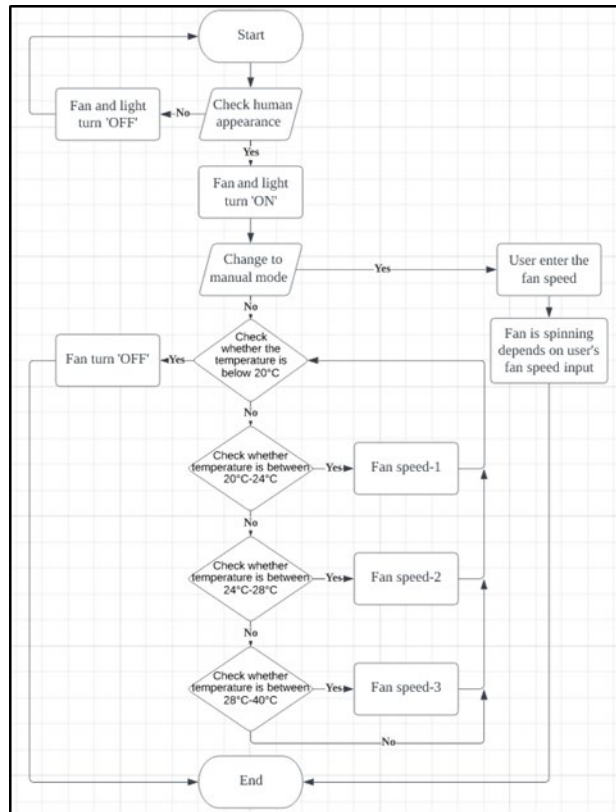 Start
Fan and light
turn 'OFF'
No
Check human
appearance
Yes
Fan and light
turn 'ON'
Change to
manual mode
Yes
User enter the
fan speed
No
Fan turn 'OFF'
Yes
Check
whether the
temperature is
below 20°C
Fan is spinning
depends on user's
fan speed input
No
Check whether
temperature is between
20°C-24°C
Yes
Fan speed-1
No
Check whether
temperature is between
24°C-28°C
Yes
Fan speed-2
No
Check whether
temperature is between
28°C-40°C
Yes
Fan speed-3
No
End